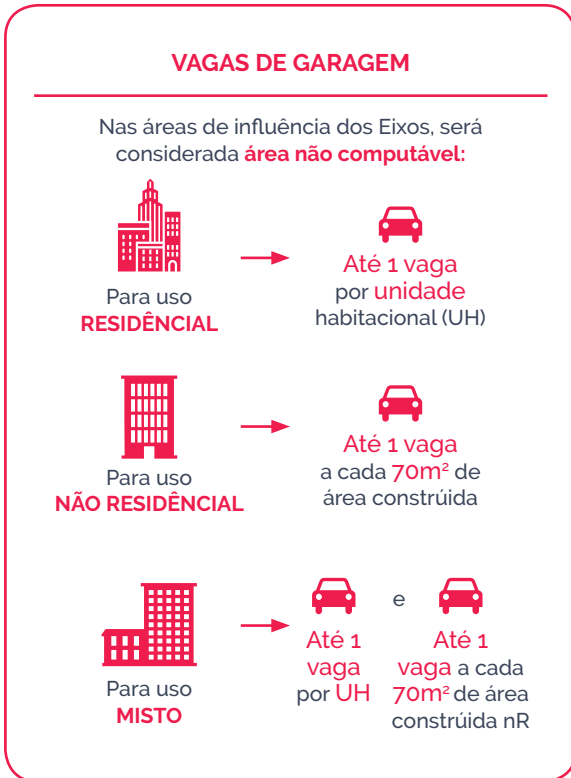 VAGAS DE GARAGEM
Nas áreas de influência dos Eixos, será
considerada área não computável:
Para uso
RESIDÊNCIAL
Até 1 vaga
por unidade
habitacional (UH)
Para uso
NÃO RESIDÊNCIAL
Até 1 vaga
a cada 70m² de
área constrúida
Para uso
MISTO
Até 1
vaga
por UH
e
Até 1
vaga a cada
70m² de área
constrúida nR